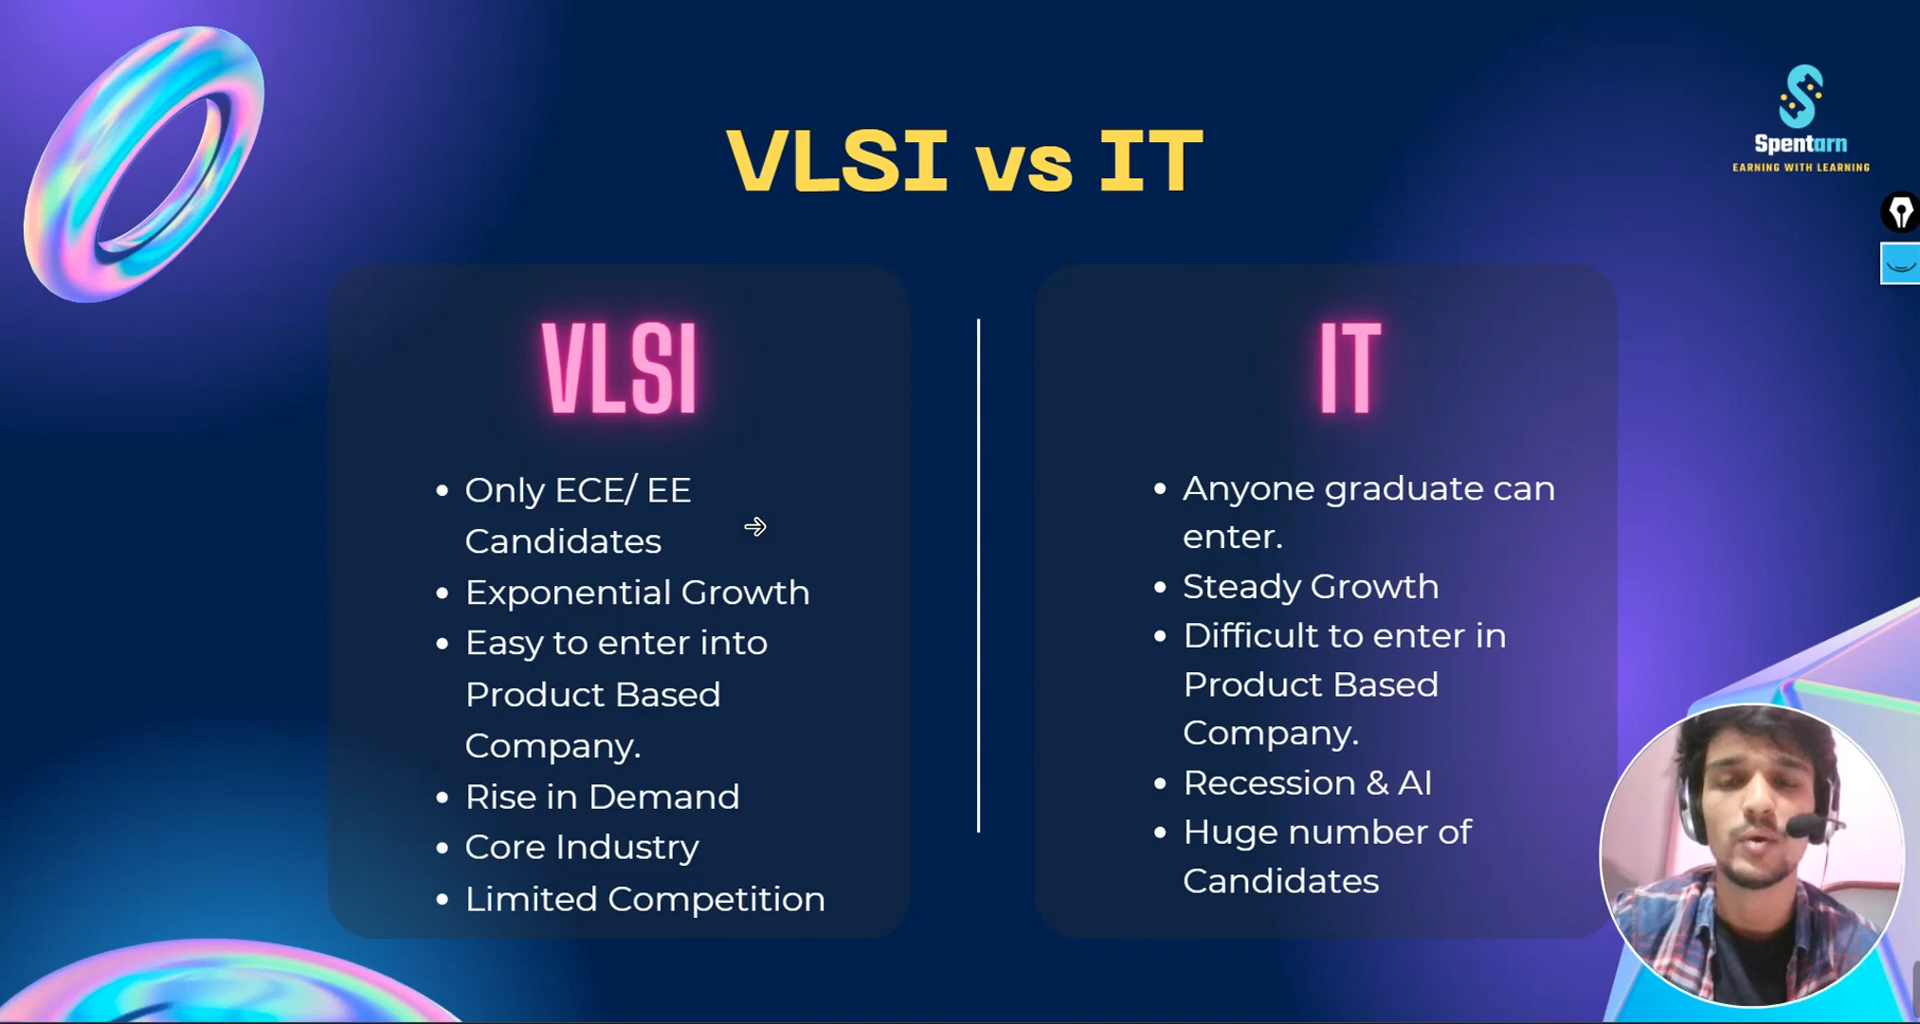 VLSI vs IT
Spentarn
EARNING WITH LEARNING
VLSI
Only ECE/ EE
Candidates
Exponential Growth
Easy to enter into
Product Based
Company.
Rise in Demand
Core Industry
Limited Competition
IT
Anyone graduate can
enter.
Steady Growth
Difficult to enter in
Product Based
Company.
Recession & AI
Huge number of
Candidates